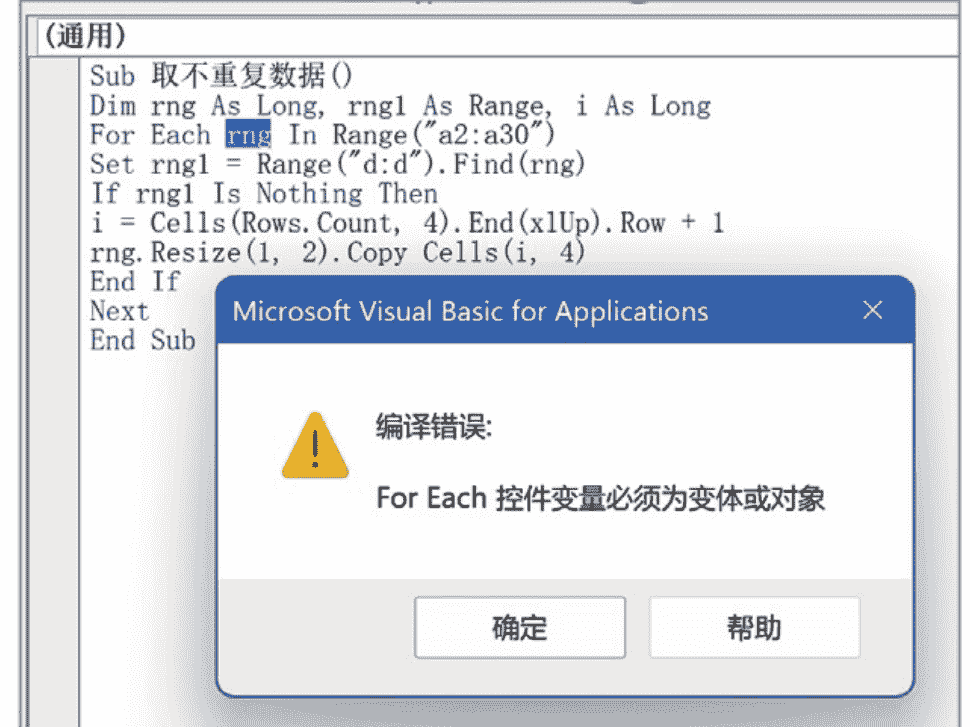 (通用)
Sub 取不重复数据()
Dim rng As Long, rng1 As Range, i As Long
For Each rng In Range("a2:a30")
Set rng1 = Range("d:d").Find(rng)
If rng1 Is Nothing Then
i = Cells(Rows.Count, 4).End(xlUp).Row + 1
rng.Resize(1, 2).Copy Cells(i, 4)
End If
Next
End Sub
Microsoft Visual Basic for Applications
编译错误:
For Each 控件变量必须为变体或对象
确定
帮助